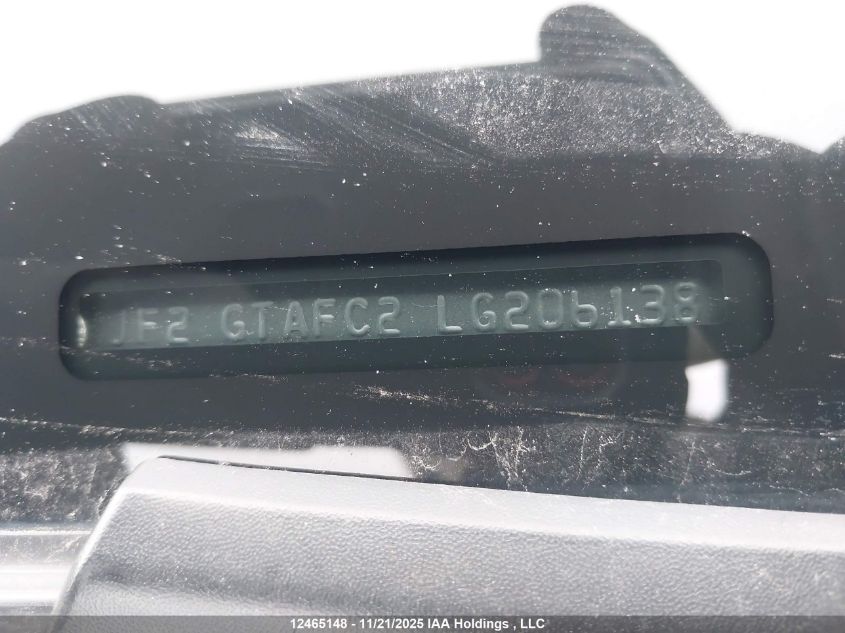 JF2 GTAFC2 LG206138
12465148 - 11/21/2025 IAA Holdings , LLC